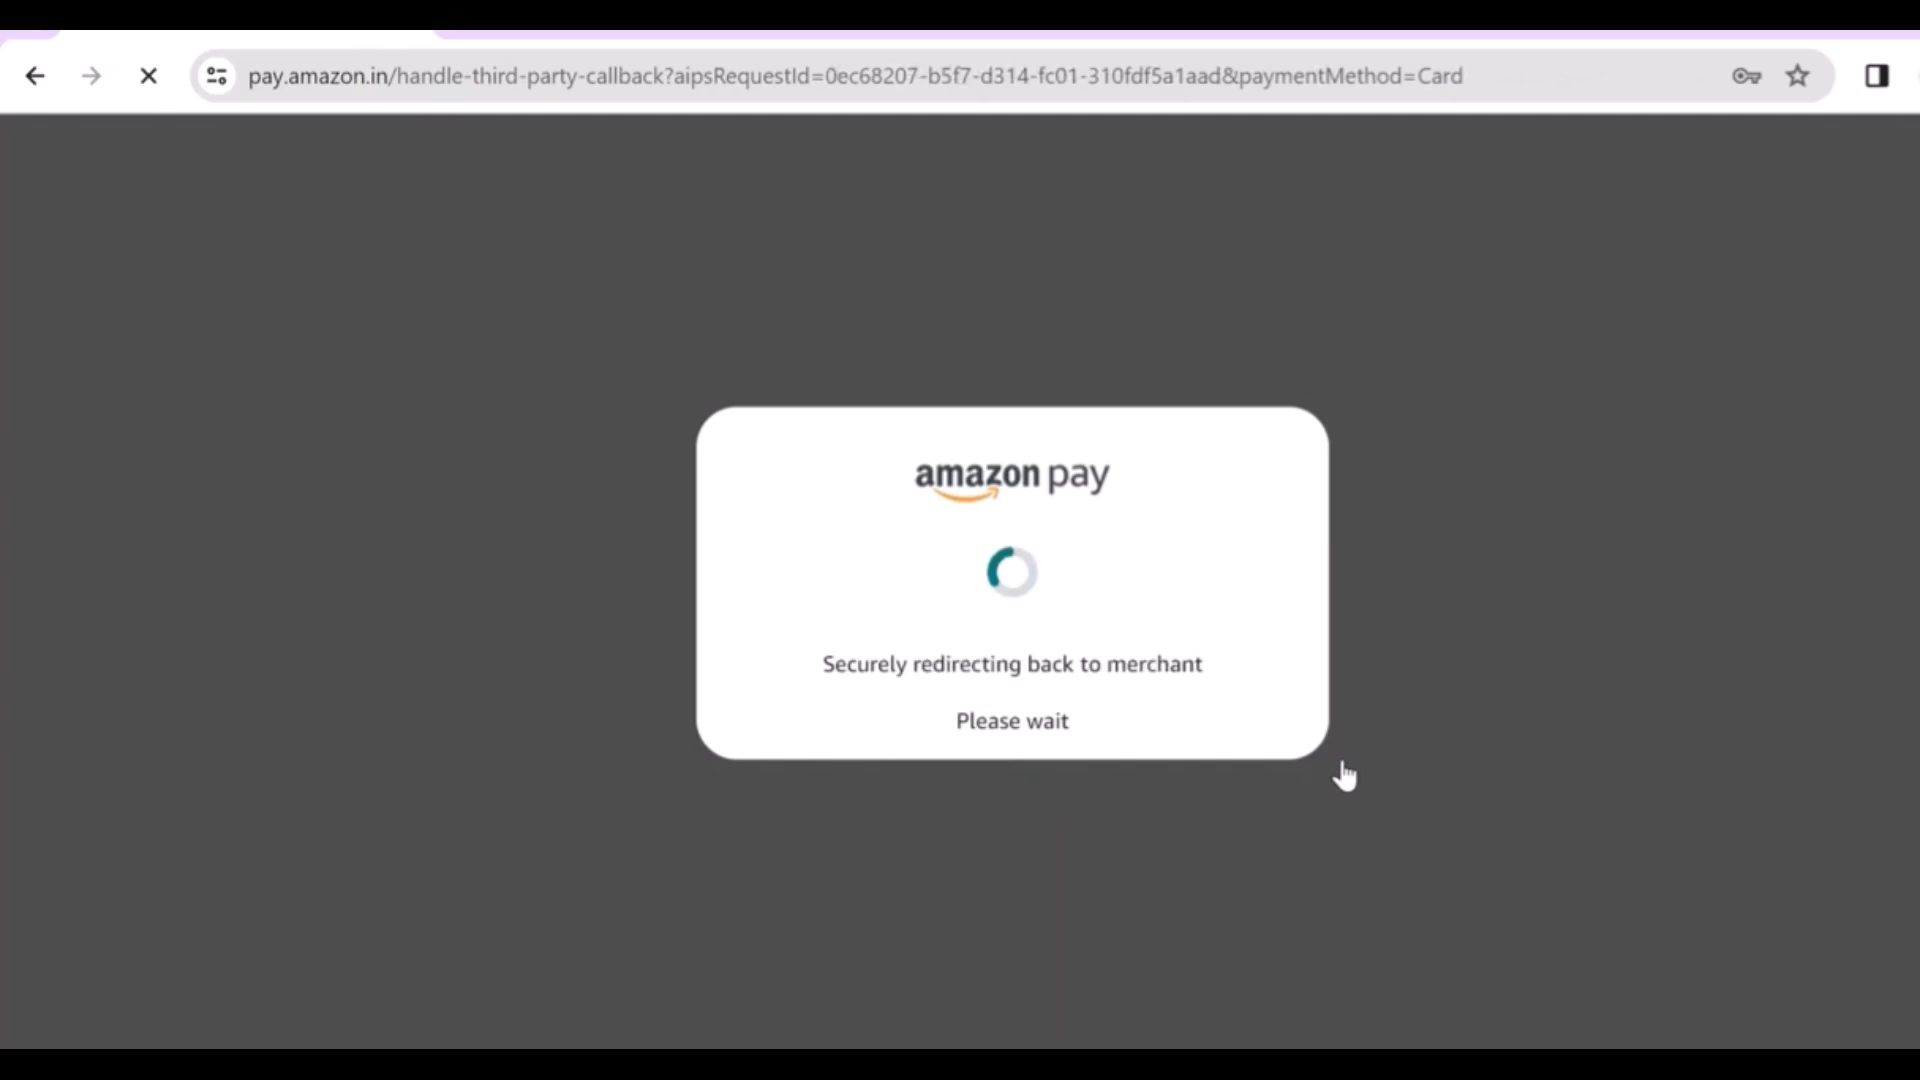 pay.amazon.in/handle-third-party-callback?aipsRequestId=0ec68207-b5f7-d314-fc01-310fdf5a1aad&paymentMethod=Card
amazon pay
Securely redirecting back to merchant
Please wait